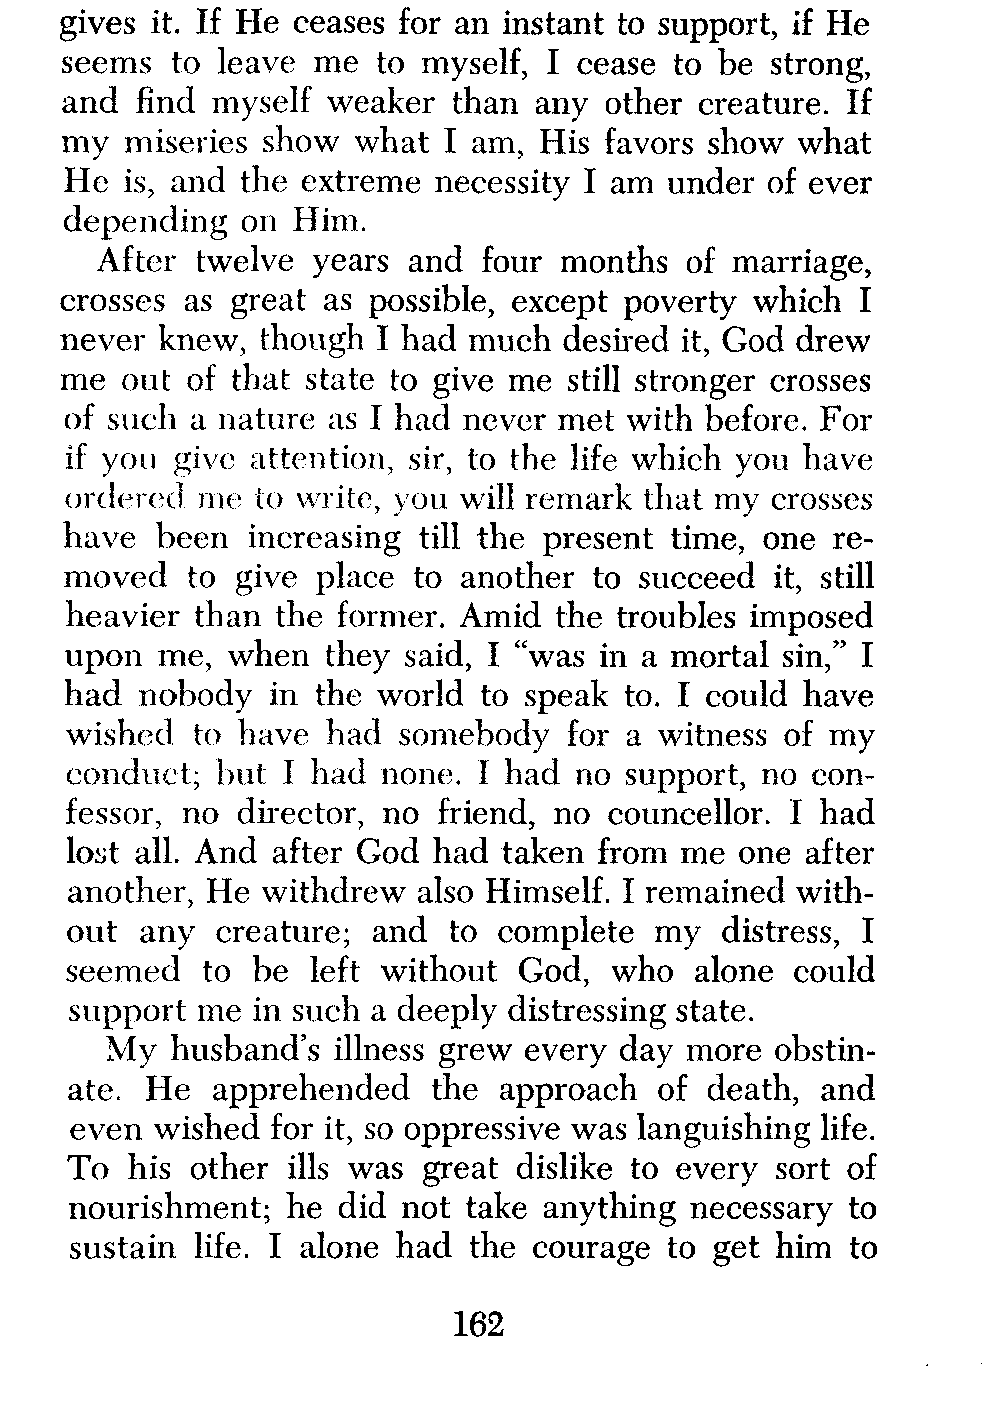 gives it. If He ceases for an instant to support, if He
seems to leave me to myself, I cease to be strong,
and find myself weaker than any other creature. If
my miseries show what I am, His favors show what
He is, and the extreme necessity I am under of ever
depending on Him.
After twelve years and four months of marriage,
crosses as great as possible, except poverty which I
never knew, though I had much desired it, God drew
me out of that state to give me still stronger crosses
of such a nature as I had never met with before. For
if you give attention, sir, to the life which you have
ordered me to write, you will remark that my crosses
have been increasing till the present time, one re-
moved to give place to another to succeed it, still
heavier than the former. Amid the troubles imposed
upon me, when they said, I “was in a mortal sin,” I
had nobody in the world to speak to. I could have
wished to have had somebody for a witness of my
conduct; but I had none. I had no support, no con-
fessor, no director, no friend, no councellor. I had
lost all. And after God had taken from me one after
another, He withdrew also Himself. I remained with-
out any creature; and to complete my distress, I
seemed to be left without God, who alone could
support me in such a deeply distressing state.
My husband’s illness grew every day more obstin-
ate. He apprehended the approach of death, and
even wished for it, so oppressive was languishing life.
To his other ills was great dislike to every sort of
nourishment; he did not take anything necessary to
sustain life. I alone had the courage to get him to
162